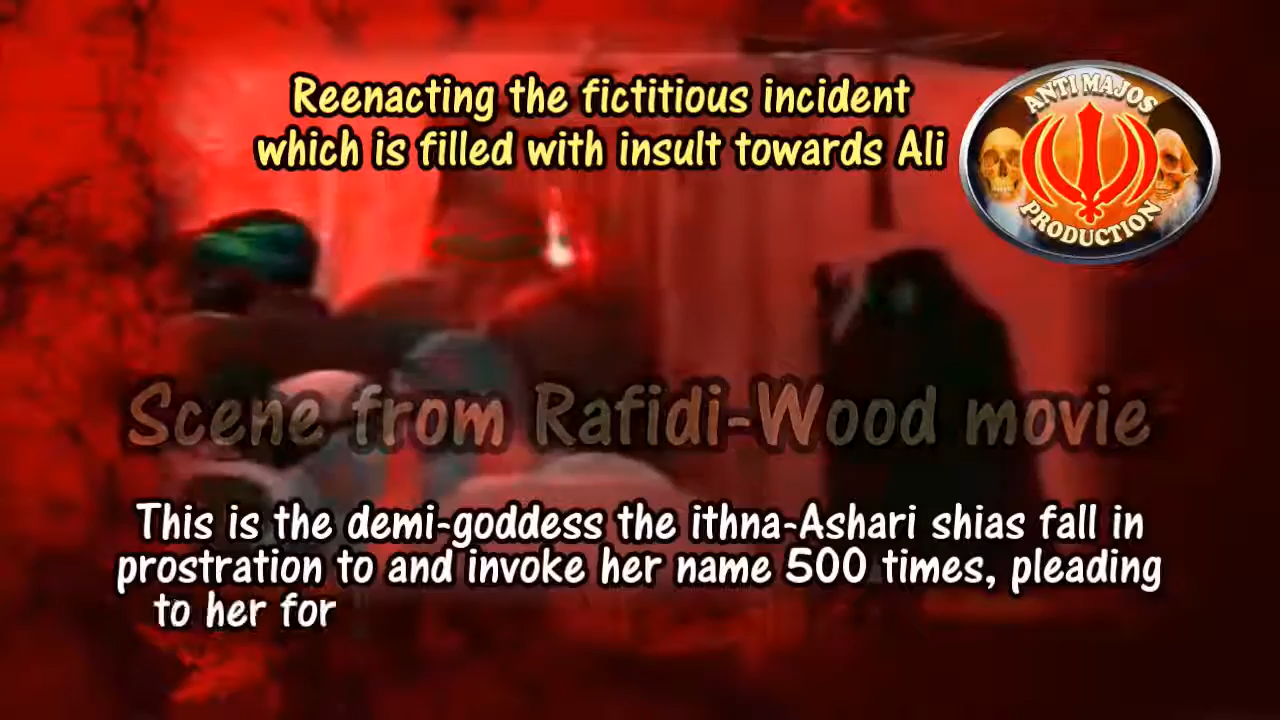 Reenacting the fictitious incident
which is filled with insult towards Ali
ANTI MAJOS
PRODUCTION
Scene from Rafidi-Wood movie
This is the demi-goddess the ithna-Ashari shias fall in
prostration to and invoke her name 500 times, pleading
to her for